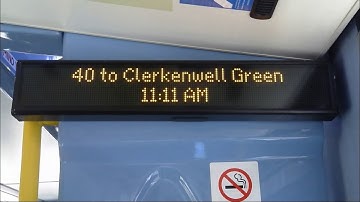 40 to Clerkenwell Green
11:11 AM